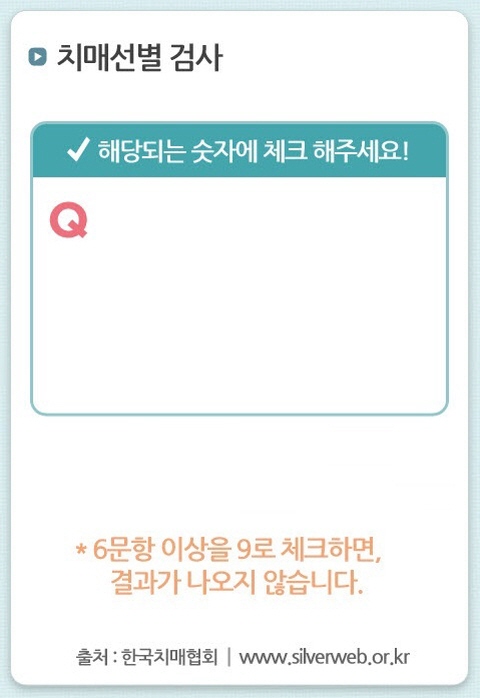 치매선별 검사
해당되는 숫자에 체크 해주세요!
Q
* 6문항 이상을 9로 체크하면,
결과가 나오지 않습니다.
출처 : 한국치매협회 | www.silverweb.or.kr